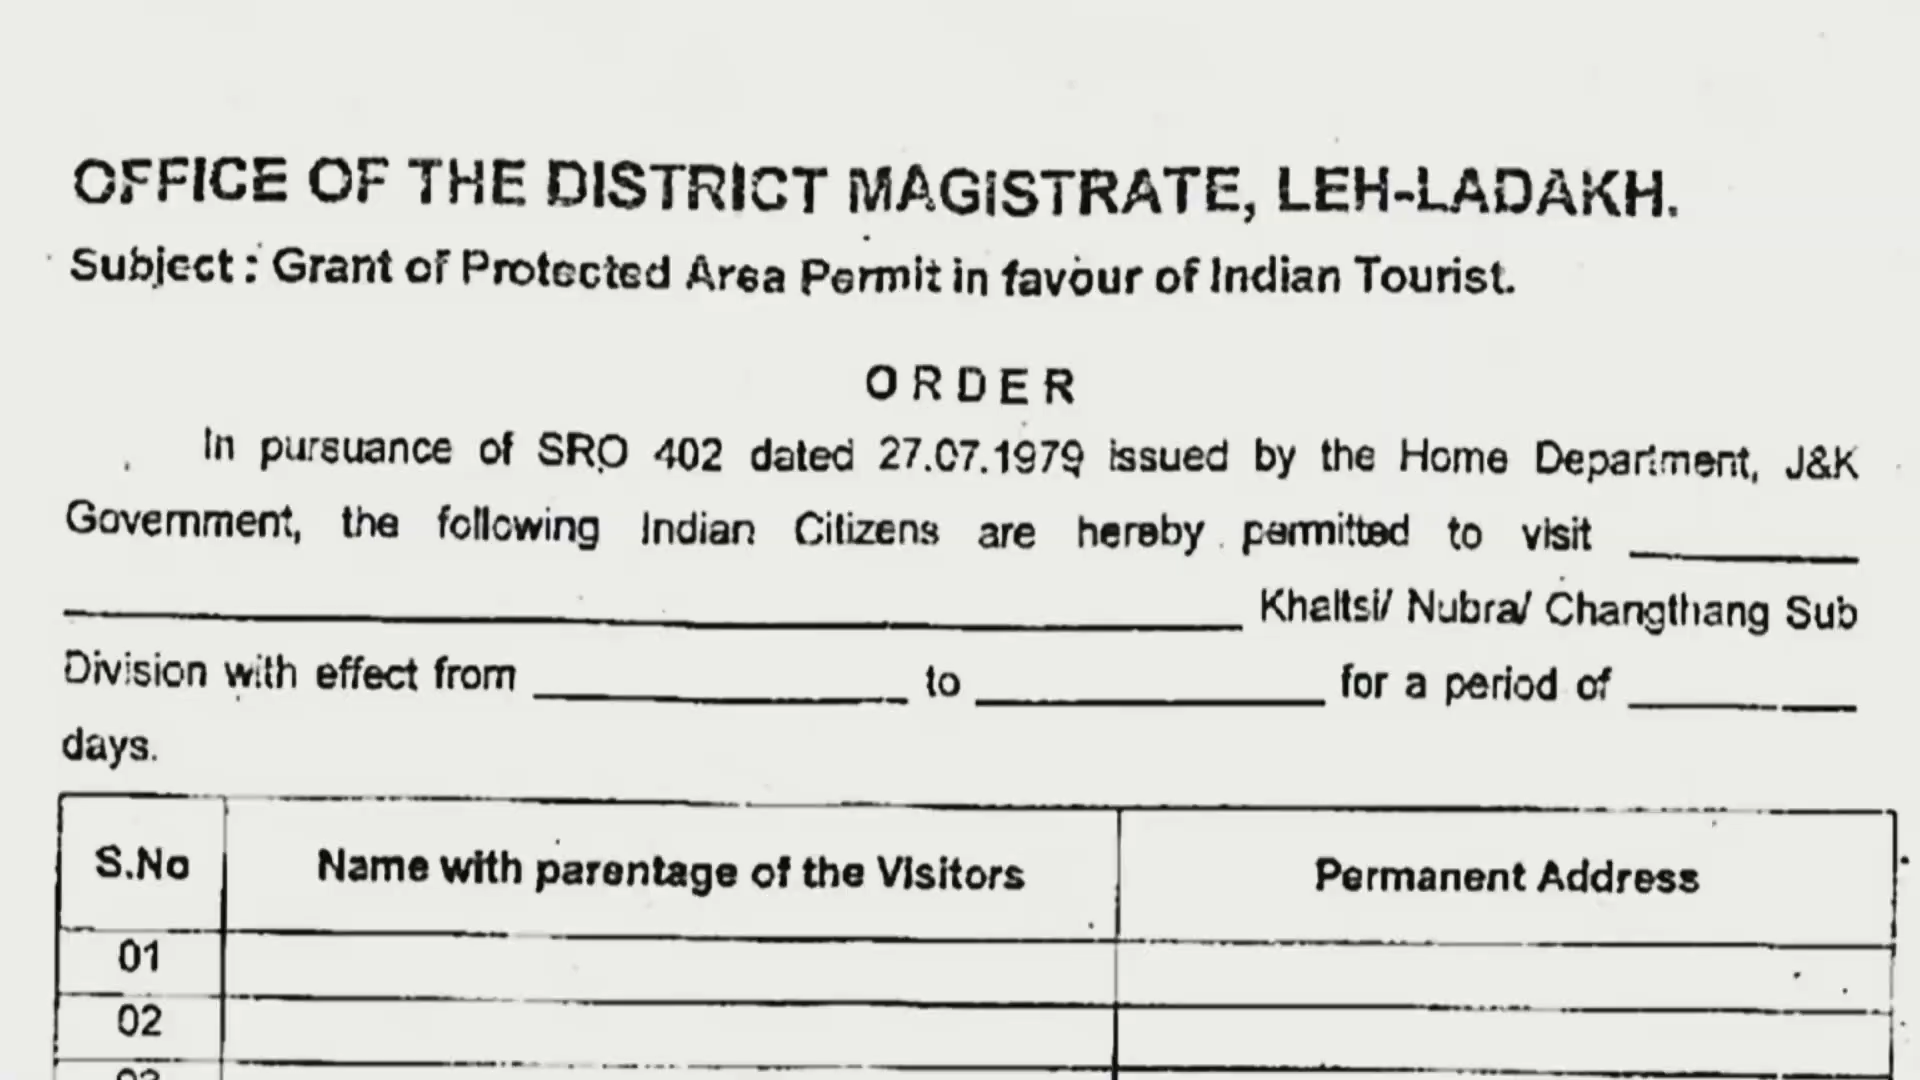 OFFICE OF THE DISTRICT MAGISTRATE, LEH-LADAKH.
Subject : Grant of Protected Area Permit in favour of Indian Tourist.
ORDER
In pursuance of SRO 402 dated 27.07.1979 issued by the Home Department, J&K
Government, the following Indian Citizens are hereby permitted to visit
Khaltsi/ Nubra/ Changthang Sub
Division with effect from to for a period of
days.
S.No Name with parentage of the Visitors Permanent Address
01
02